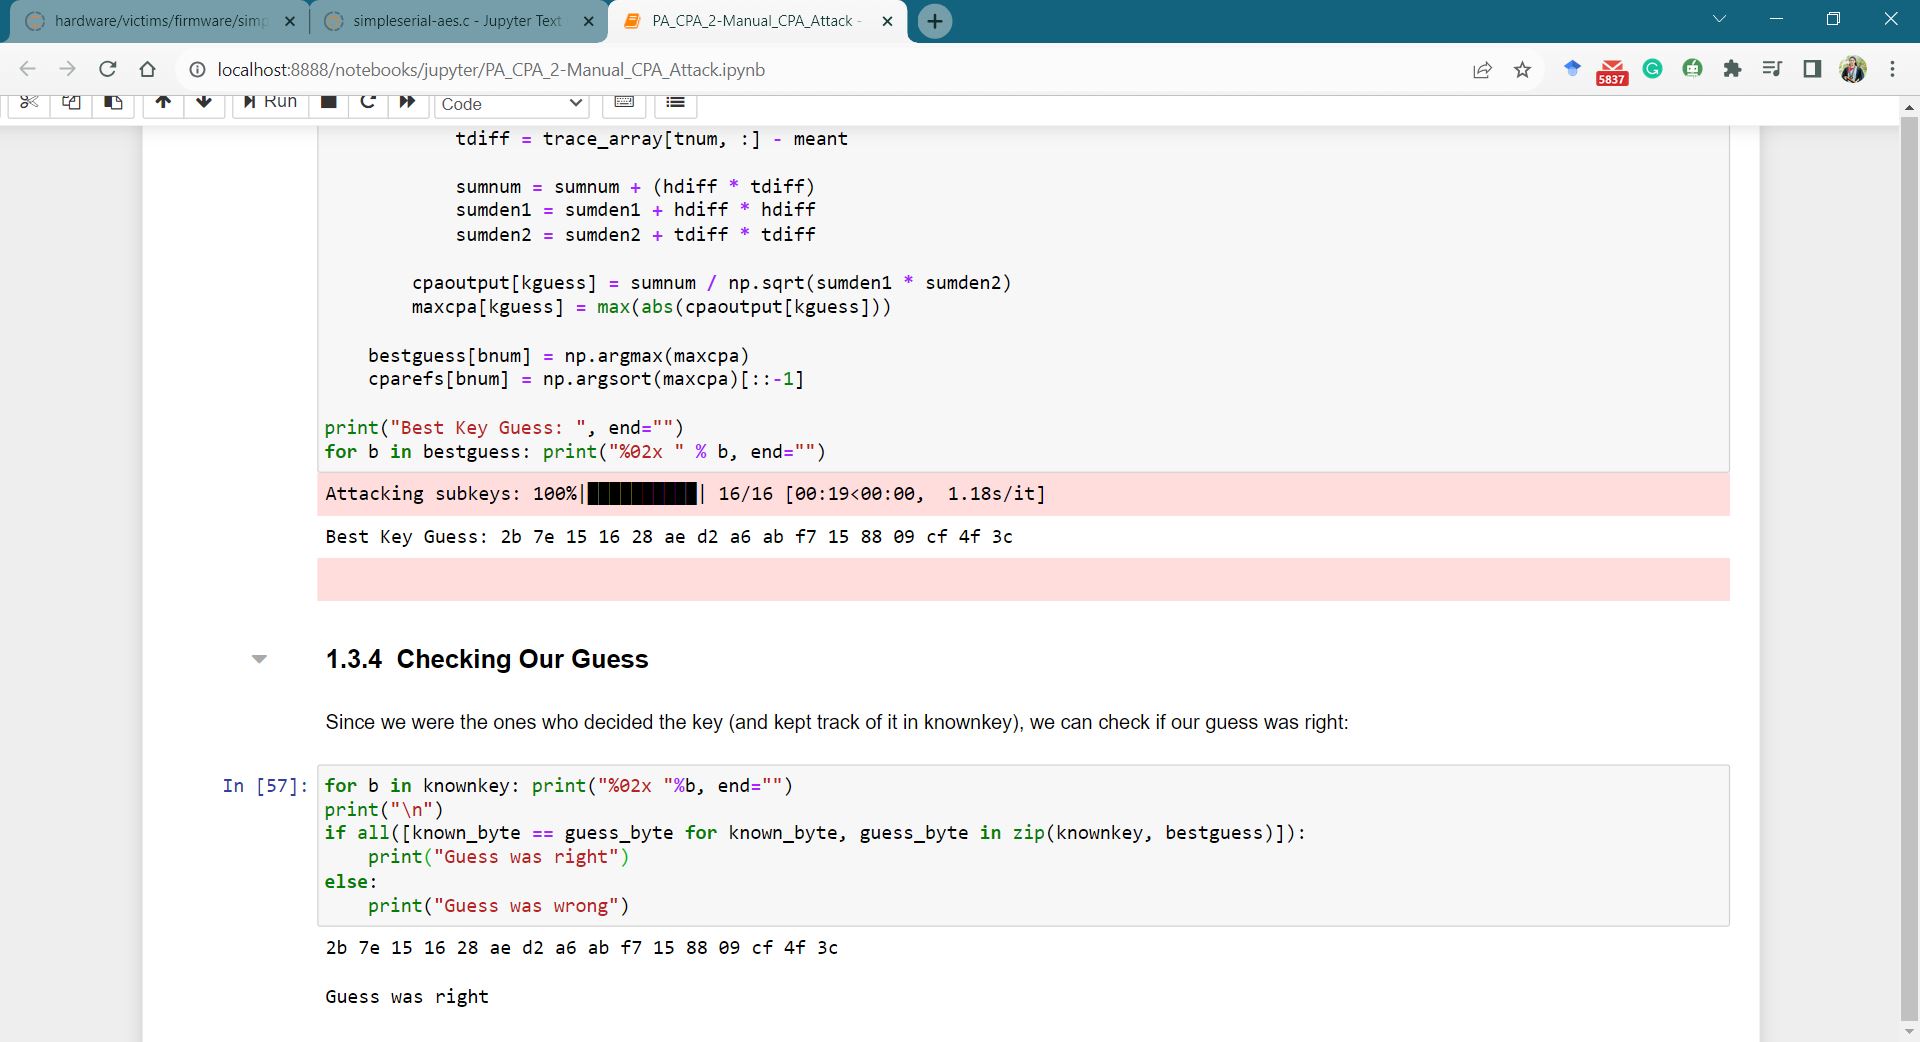 hardware/victims/firmware/simp
simpleserial-aes.c - Jupyter Text
PA_CPA_2-Manual_CPA_Attack -
localhost:8888/notebooks/jupyter/PA_CPA_2-Manual_CPA_Attack.ipynb
5837
Run
Code
tdiff = trace_array[tnum, :] - meant
sumnum = sumnum + (hdiff * tdiff)
sumden1 = sumden1 + hdiff * hdiff
sumden2 = sumden2 + tdiff * tdiff
cpaoutput[kguess] = sumnum / np.sqrt(sumden1 * sumden2)
maxcpa[kguess] = max(abs(cpaoutput[kguess]))
bestguess[bnum] = np.argmax(maxcpa)
cparefs[bnum] = np.argsort(maxcpa)[::-1]
print("Best Key Guess: ", end="")
for b in bestguess: print("%02x " % b, end="")
Attacking subkeys: 100%|██████████| 16/16 [00:19<00:00,  1.18s/it]
Best Key Guess: 2b 7e 15 16 28 ae d2 a6 ab f7 15 88 09 cf 4f 3c
1.3.4 Checking Our Guess
Since we were the ones who decided the key (and kept track of it in knownkey), we can check if our guess was right:
In [57]:
for b in knownkey: print("%02x "%b, end="")
print("\n")
if all([known_byte == guess_byte for known_byte, guess_byte in zip(knownkey, bestguess)]):
print("Guess was right")
else:
print("Guess was wrong")
2b 7e 15 16 28 ae d2 a6 ab f7 15 88 09 cf 4f 3c
Guess was right